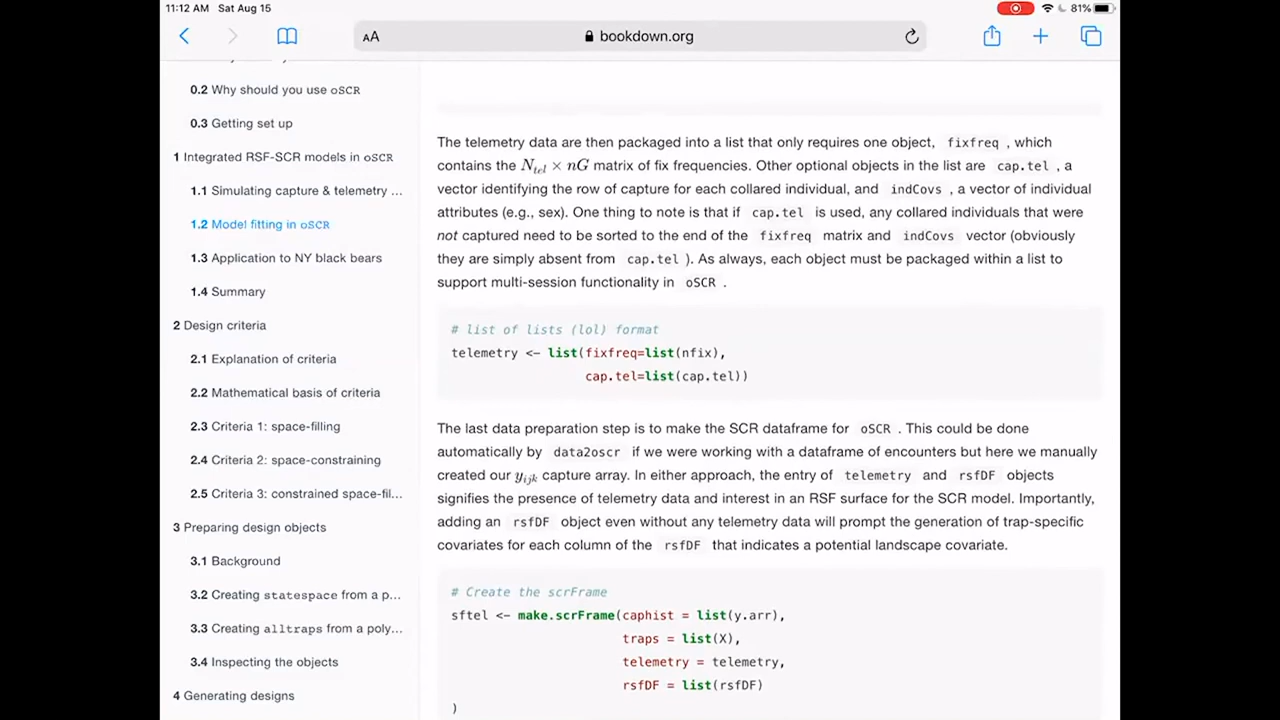 11:12 AM Sat Aug 15
81%
AA
bookdown.org
0.2 Why should you use oSCR
0.3 Getting set up
1 Integrated RSF-SCR models in oSCR
1.1 Simulating capture & telemetry ...
1.2 Model fitting in oSCR
1.3 Application to NY black bears
1.4 Summary
2 Design criteria
2.1 Explanation of criteria
2.2 Mathematical basis of criteria
2.3 Criteria 1: space-filling
2.4 Criteria 2: space-constraining
2.5 Criteria 3: constrained space-fil...
3 Preparing design objects
3.1 Background
3.2 Creating statespace from a p...
3.3 Creating alltraps from a poly...
3.4 Inspecting the objects
4 Generating designs
The telemetry data are then packaged into a list that only requires one object, fixfreq , which
contains the N_tel × nG matrix of fix frequencies. Other optional objects in the list are cap.tel , a
vector identifying the row of capture for each collared individual, and indCovs , a vector of individual
attributes (e.g., sex). One thing to note is that if cap.tel is used, any collared individuals that were
not captured need to be sorted to the end of the fixfreq matrix and indCovs vector (obviously
they are simply absent from cap.tel ). As always, each object must be packaged within a list to
support multi-session functionality in oSCR .
# list of lists (lol) format
telemetry <- list(fixfreq=list(nfix),
cap.tel=list(cap.tel))
The last data preparation step is to make the SCR dataframe for oSCR . This could be done
automatically by data2oscr if we were working with a dataframe of encounters but here we manually
created our y_ijk capture array. In either approach, the entry of telemetry and rsfDF objects
signifies the presence of telemetry data and interest in an RSF surface for the SCR model. Importantly,
adding an rsfDF object even without any telemetry data will prompt the generation of trap-specific
covariates for each column of the rsfDF that indicates a potential landscape covariate.
# Create the scrFrame
sftel <- make.scrFrame(caphist = list(y.arr),
traps = list(X),
telemetry = telemetry,
rsfDF = list(rsfDF)
)